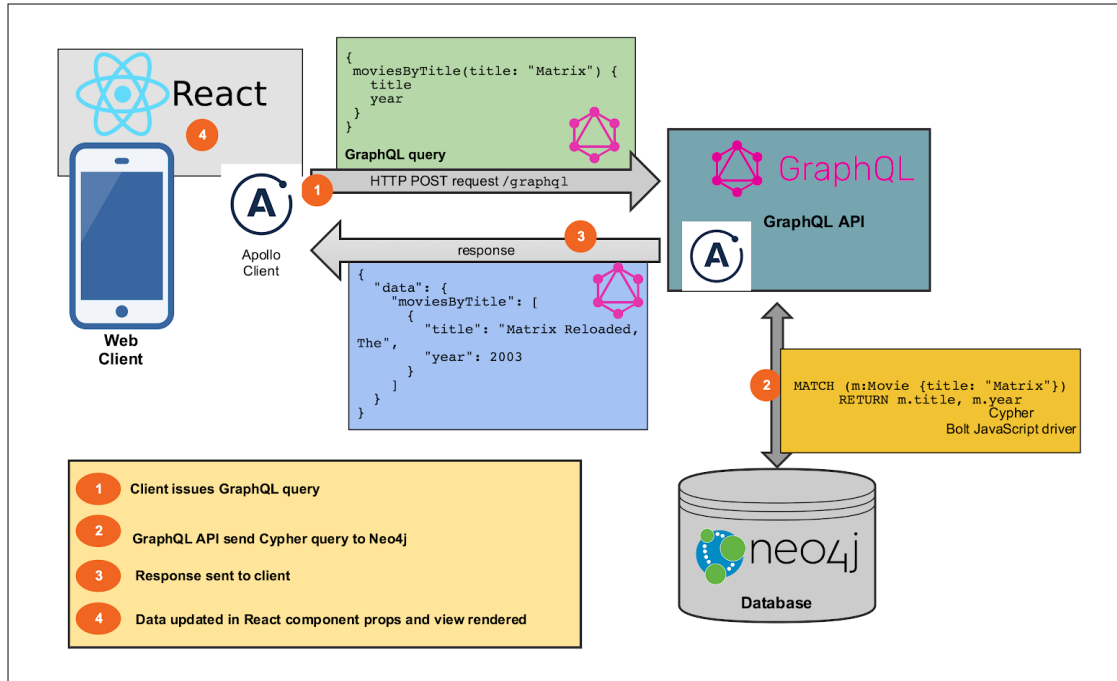 React
4
{
moviesByTitle(title: "Matrix") {
title
year
}
}
GraphQL query
1
HTTP POST request /graphql
GraphQL
GraphQL API
A
A
Apollo
Client
3
response
{
"data": {
"moviesByTitle": [
{
"title": "Matrix Reloaded,
The",
"year": 2003
}
]
}
}
Web
Client
2
MATCH (m:Movie {title: "Matrix"})
RETURN m.title, m.year
Cypher
Bolt JavaScript driver
neo4j
Database
1 Client issues GraphQL query
2 GraphQL API send Cypher query to Neo4j
3 Response sent to client
4 Data updated in React component props and view rendered